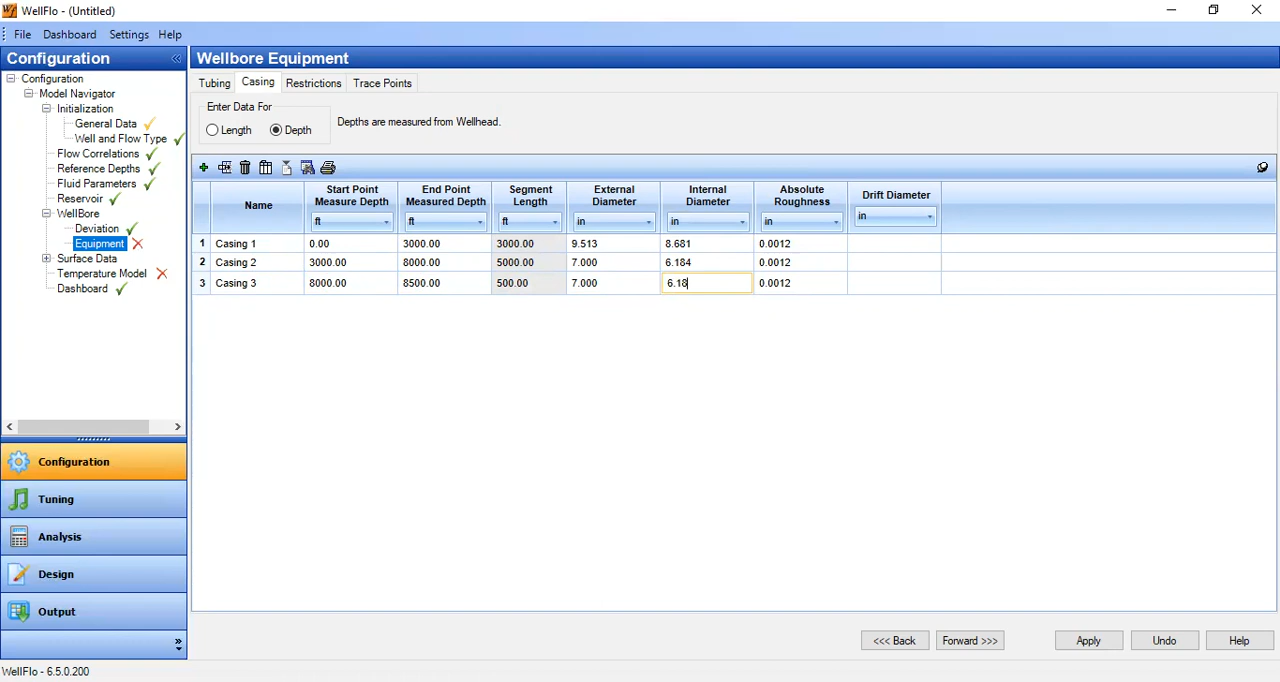 WellFlo - (Untitled)
File Dashboard Settings Help
Configuration
Configuration
Model Navigator
Initialization
General Data
Well and Flow Type
Flow Correlations
Reference Depths
Fluid Parameters
Reservoir
WellBore
Deviation
Equipment
Surface Data
Temperature Model
Dashboard
Configuration
Tuning
Analysis
Design
Output
Wellbore Equipment
Tubing Casing Restrictions Trace Points
Enter Data For
Length Depth
Depths are measured from Wellhead.
Name Start Point Measure Depth End Point Measured Depth Segment Length External Diameter Internal Diameter Absolute Roughness Drift Diameter
ft ft ft in in in in
1 Casing 1 0.00 3000.00 3000.00 9.513 8.681 0.0012
2 Casing 2 3000.00 8000.00 5000.00 7.000 6.184 0.0012
3 Casing 3 8000.00 8500.00 500.00 7.000 6.18 0.0012
<<< Back Forward >>> Apply Undo Help
WellFlo - 6.5.0.200